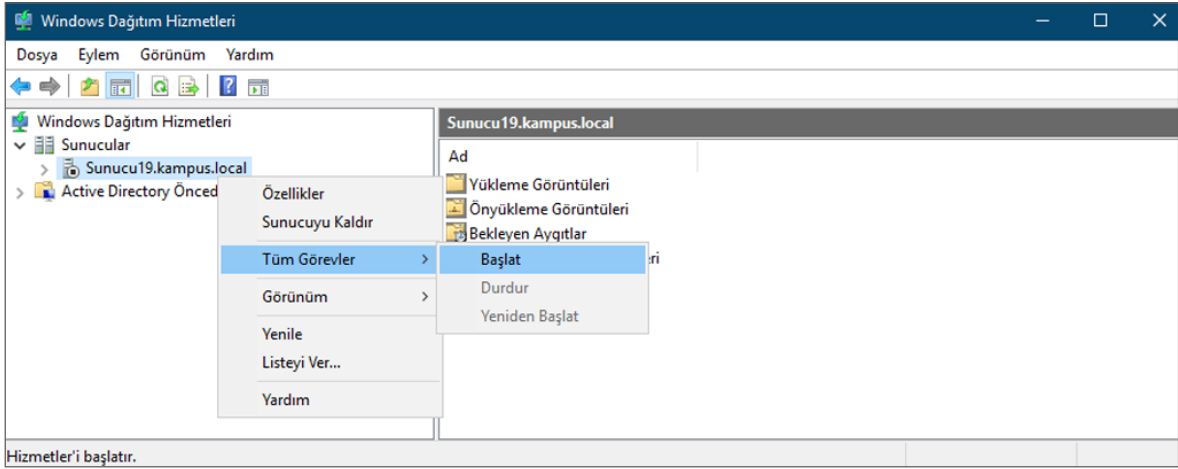 Windows Dağıtım Hizmetleri
Dosya Eylem Görünüm Yardım
Windows Dağıtım Hizmetleri
Sunucular
Sunucu19.kampus.local
Active Directory Önced
Özellikler
Sunucuyu Kaldır
Tüm Görevler
Görünüm
Yenile
Listeyi Ver...
Yardım
Başlat
Durdur
Yeniden Başlat
Sunucu19.kampus.local
Ad
Yükleme Görüntüleri
Önyükleme Görüntüleri
Bekleyen Aygıtlar
ri
Hizmetler'i başlatır.